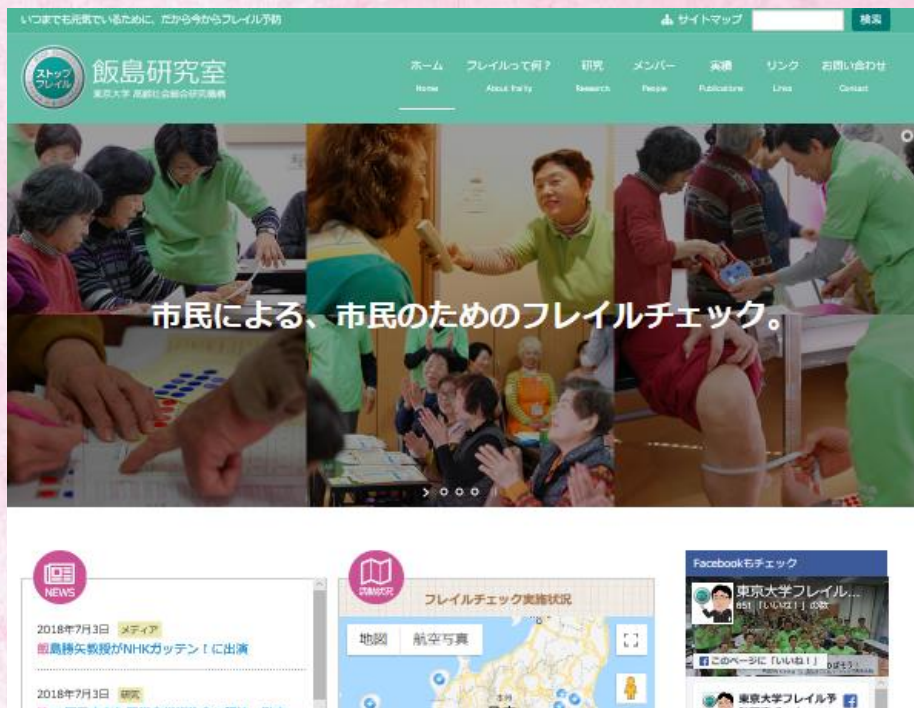 いつまでも元気でいるために、だから今からフレイル予防
サイトマップ
検索
ストップ
フレイル
飯島研究室
東京大学 高齢社会総合研究機構
ホーム フレイルって何？ 研究 メンバー 実績 リンク お問い合わせ
Home About frailty Research People Publications Links Contact
市民による、市民のためのフレイルチェック。
NEWS
2018年7月3日 メディア
飯島勝矢教授がNHKガッテン！に出演
2018年7月3日 研究
活動状況
フレイルチェック実施状況
地図 航空写真
Facebookもチェック
東京大学フレイル...
851 「いいね！」の数
このページに「いいね！」
東京大学フレイル予